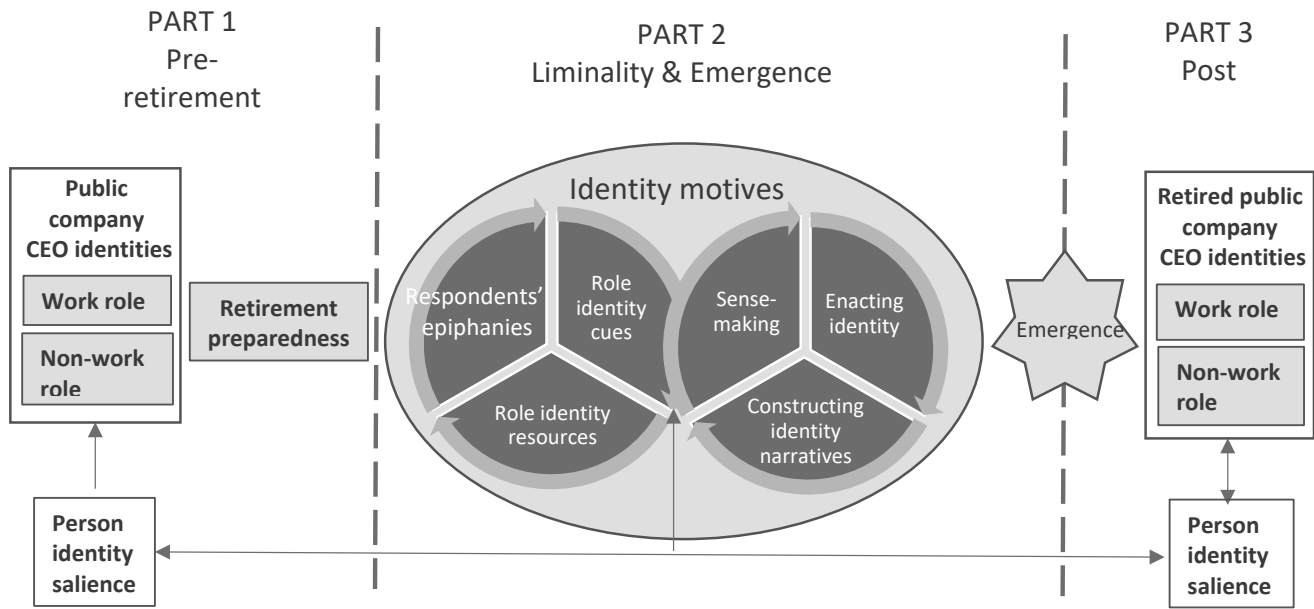 PART 1
Pre-
retirement
PART 2
Liminality & Emergence
PART 3
Post
Public
company
CEO identities
Work role
Non-work
role
Retirement
preparedness
Identity motives
Respondents’
epiphanies
Role
identity
cues
Role identity
resources
Sense-
making
Enacting
identity
Constructing
identity
narratives
Emergence
Retired public
company
CEO identities
Work role
Non-work
role
Person
identity
salience
Person
identity
salience